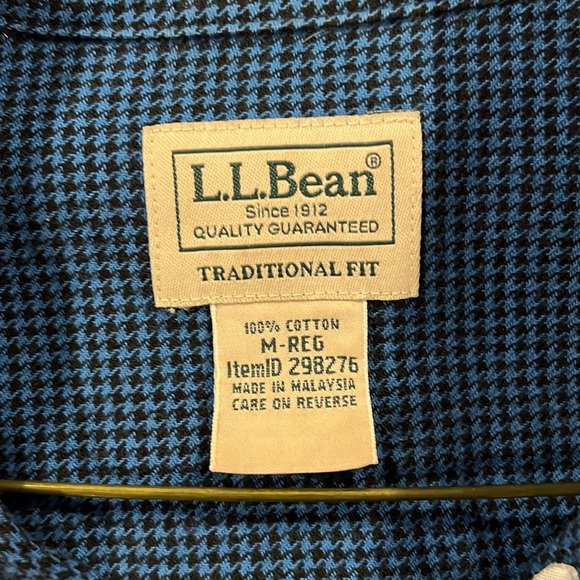 L.L.Bean®
Since 1912
QUALITY GUARANTEED
TRADITIONAL FIT
100% COTTON
M-REG
ItemID 298276
MADE IN MALAYSIA
CARE ON REVERSE